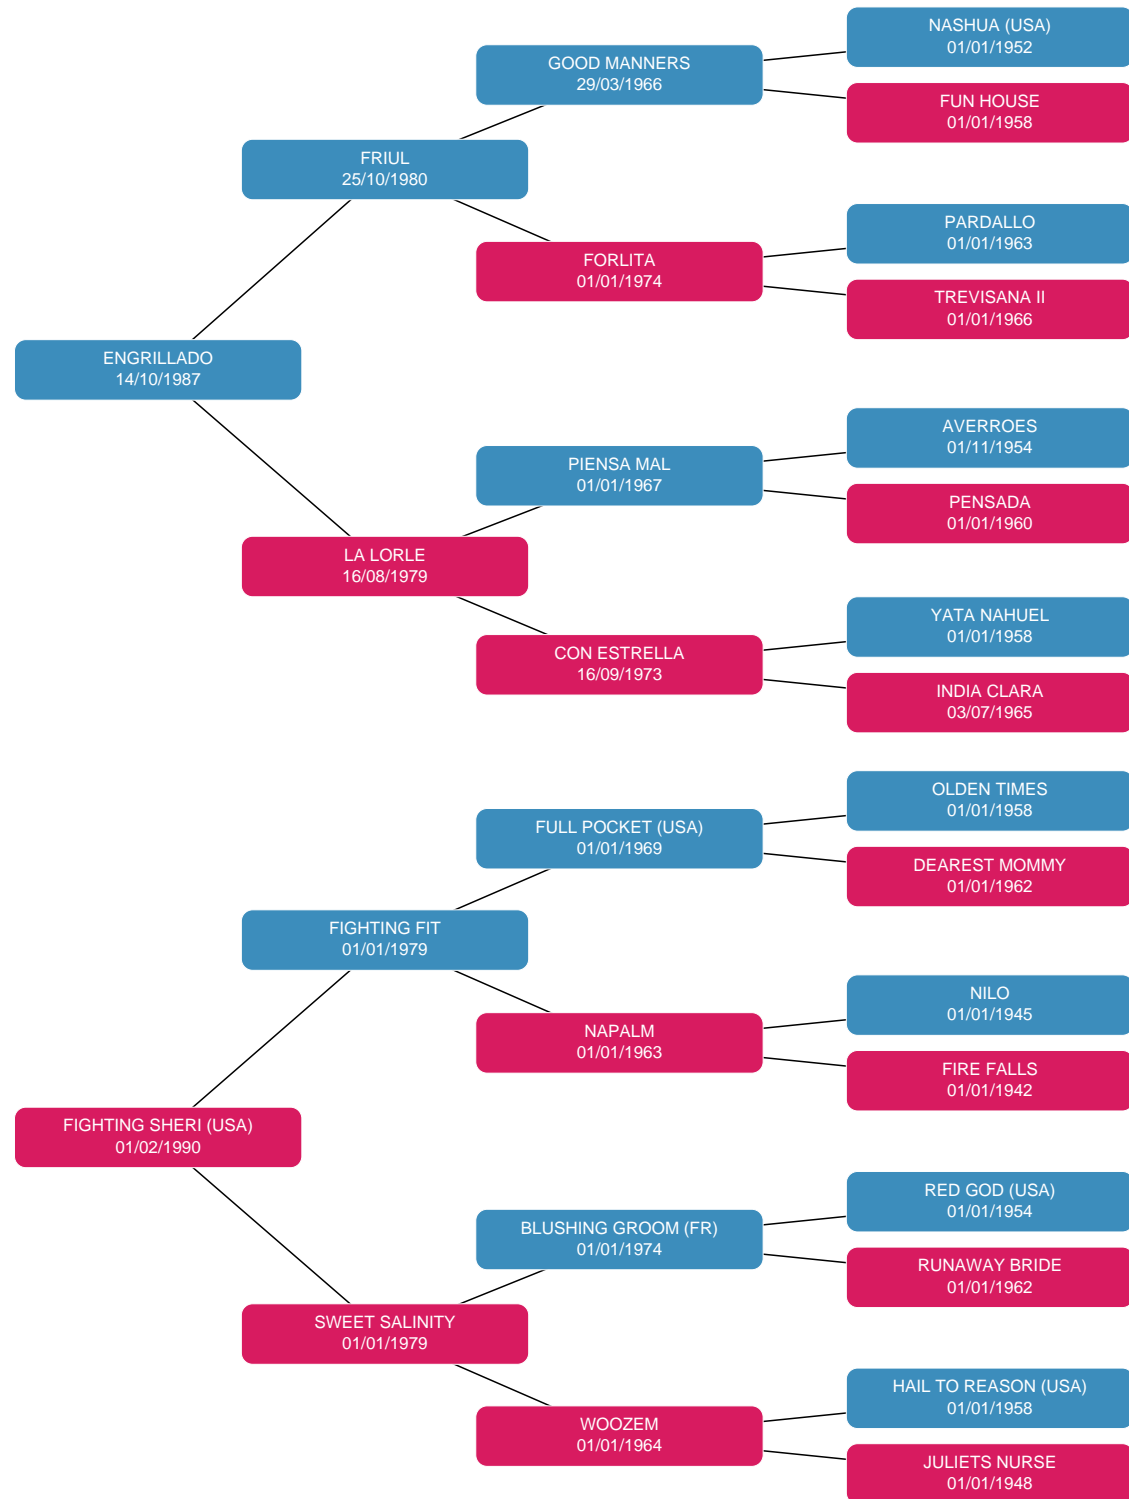 NASHUA (USA)
01/01/1952
GOOD MANNERS
29/03/1966
FUN HOUSE
01/01/1958
FRIUL
25/10/1980
PARDALLO
01/01/1963
FORLITA
01/01/1974
TREVISANA II
01/01/1966
ENGRILLADO
14/10/1987
AVERROES
01/11/1954
PIENSA MAL
01/01/1967
PENSADA
01/01/1960
LA LORLE
16/08/1979
YATA NAHUEL
01/01/1958
CON ESTRELLA
16/09/1973
INDIA CLARA
03/07/1965
OLDEN TIMES
01/01/1958
FULL POCKET (USA)
01/01/1969
DEAREST MOMMY
01/01/1962
FIGHTING FIT
01/01/1979
NILO
01/01/1945
NAPALM
01/01/1963
FIRE FALLS
01/01/1942
FIGHTING SHERI (USA)
01/02/1990
RED GOD (USA)
01/01/1954
BLUSHING GROOM (FR)
01/01/1974
RUNAWAY BRIDE
01/01/1962
SWEET SALINITY
01/01/1979
HAIL TO REASON (USA)
01/01/1958
WOOZEM
01/01/1964
JULIETS NURSE
01/01/1948